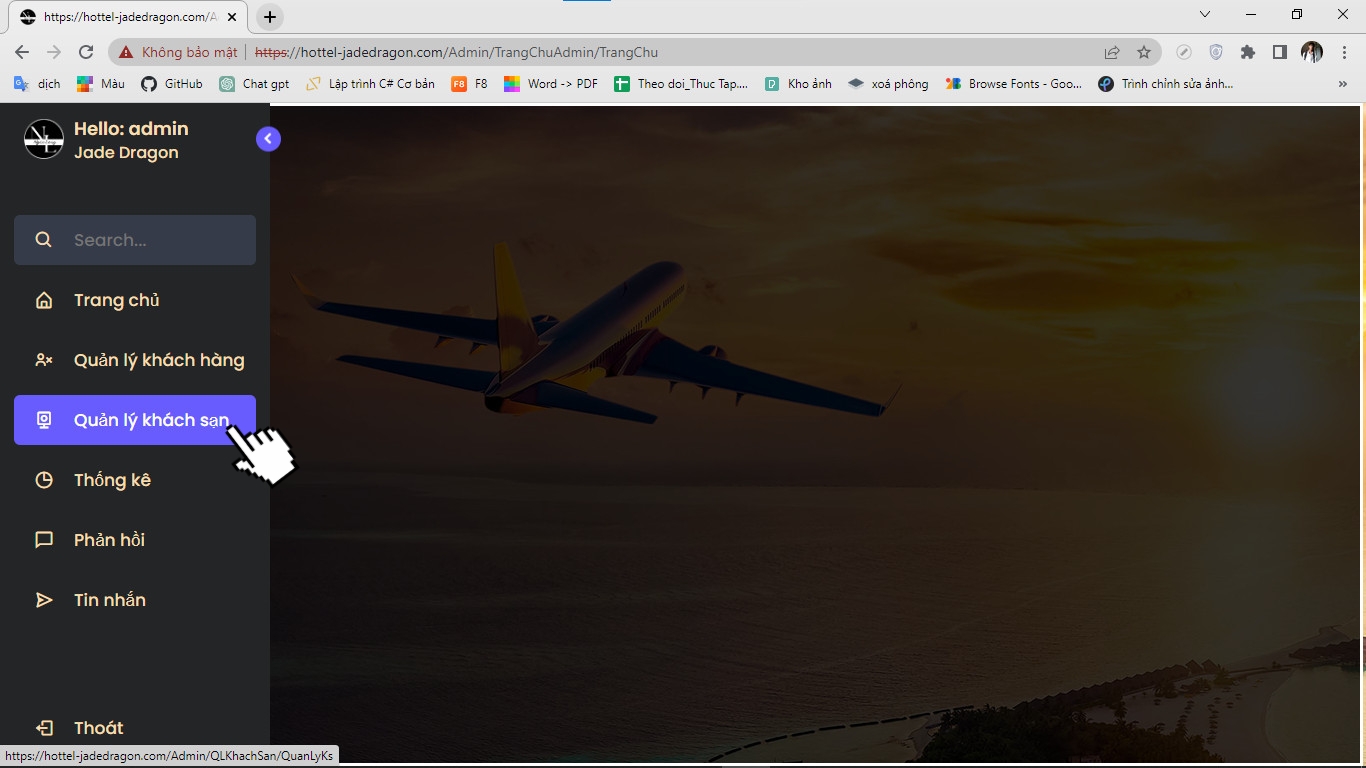 https://hottel-jadedragon.com/A
Không bảo mật
https://hottel-jadedragon.com/Admin/TrangChuAdmin/TrangChu
dịch
Màu
GitHub
Chat gpt
Lập trình C# Cơ bản
F8
F8
Word -> PDF
Theo doi_Thuc Tap...
Kho ảnh
xoá phông
Browse Fonts - Goo...
Trình chỉnh sửa ảnh...
»
Hello: admin
Jade Dragon
Search...
Trang chủ
Quản lý khách hàng
Quản lý khách sạn
Thống kê
Phản hồi
Tin nhắn
Thoát
https://hottel-jadedragon.com/Admin/QLKhachSan/QuanLyKs